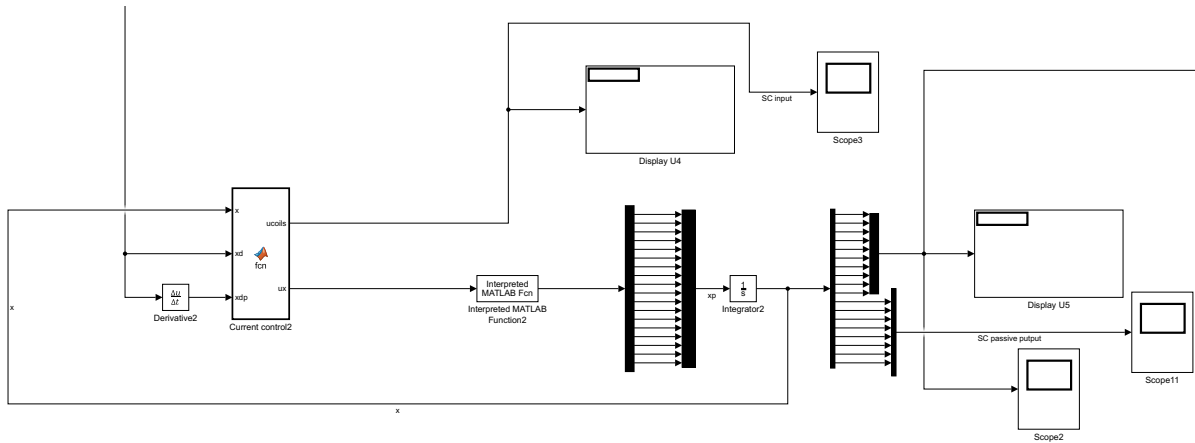 SC input
Scope3
Display U4
x
ucoils
xd
fcn
ux
xdp
Δu
Δt
Derivative2
Current control2
Interpreted
MATLAB Fcn
Interpreted MATLAB
Function2
xp
1
s
Integrator2
Display U5
SC passive putput
Scope11
Scope2
x
x